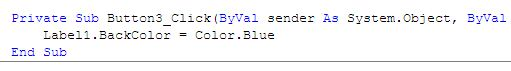 Private Sub Button3_Click(ByVal sender As System.Object, ByVal
Label1.BackColor = Color.Blue
End Sub